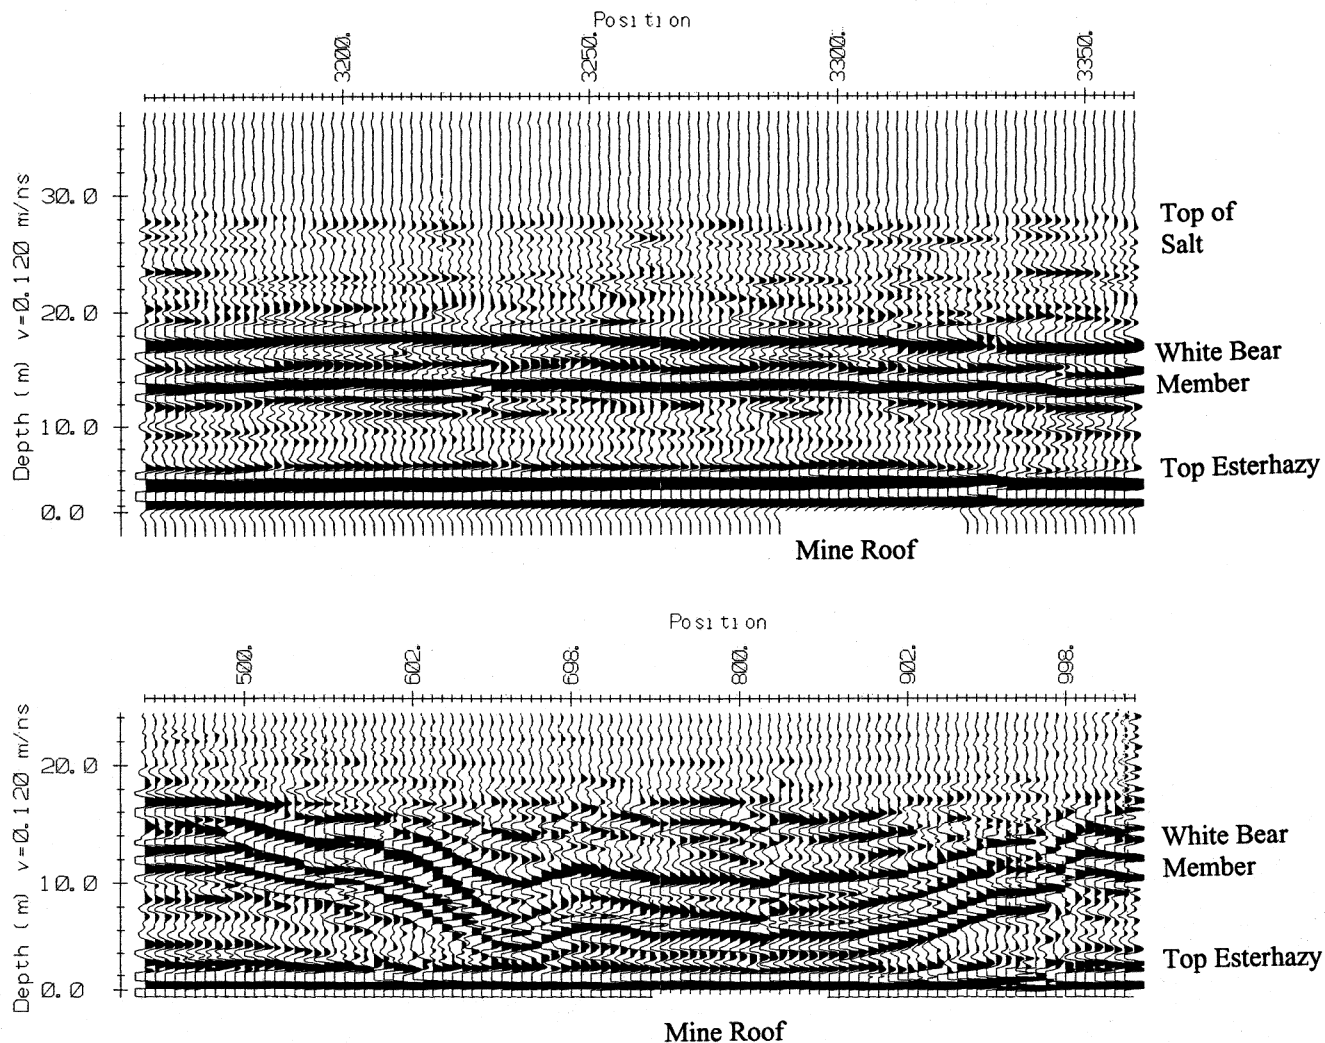 Position
3200. 3250. 3300. 3350.
Depth (m) v=0.120 m/ns
30.0
20.0
10.0
0.0
Top of
Salt
White Bear
Member
Top Esterhazy
Mine Roof
Position
500. 602. 698. 800. 902. 998.
Depth (m) v=0.120 m/ns
20.0
10.0
0.0
White Bear
Member
Top Esterhazy
Mine Roof